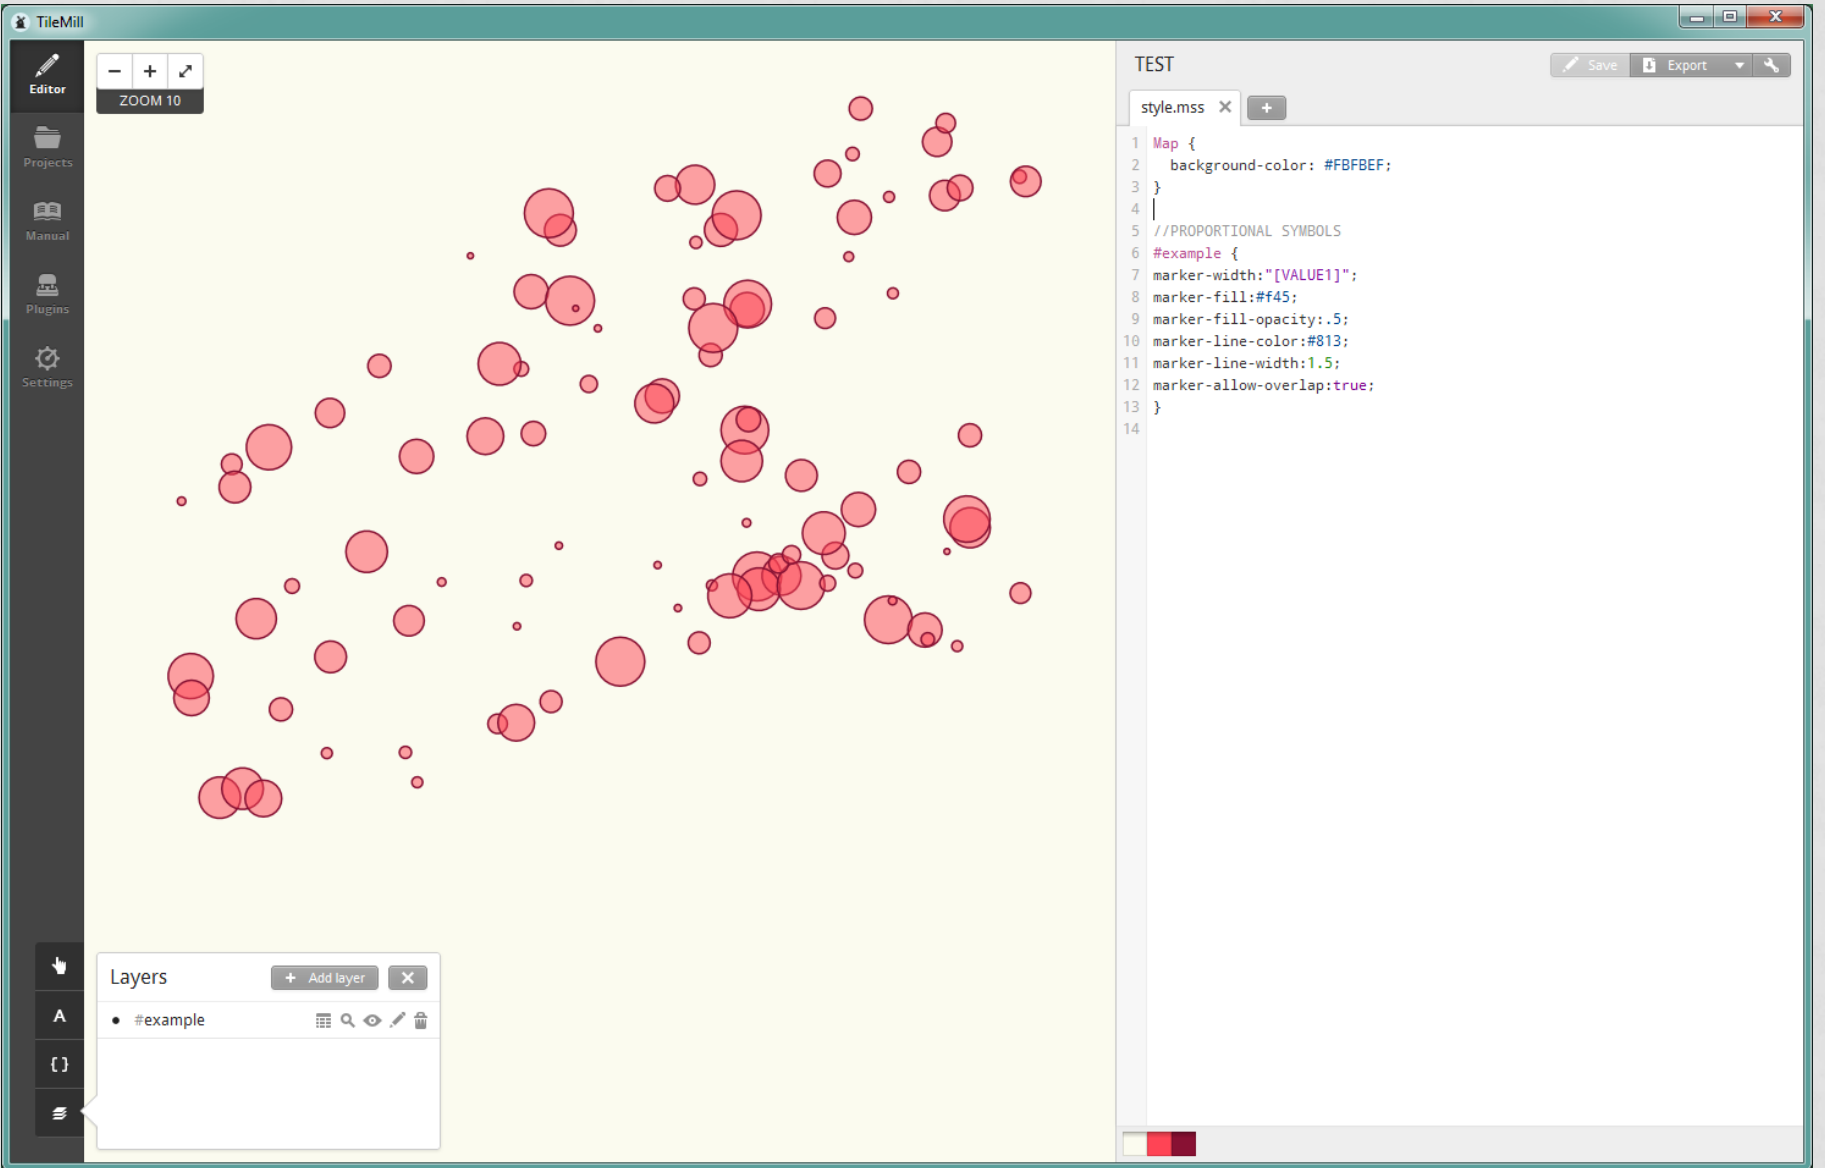 TileMill
Editor
Projects
Manual
Plugins
Settings
ZOOM 10
TEST
Save
Export
style.mss
1 Map {
2 background-color: #FBFBEF;
3 }
4
5 //PROPORTIONAL SYMBOLS
6 #example {
7 marker-width:"[VALUE1]";
8 marker-fill:#f45;
9 marker-fill-opacity:.5;
10 marker-line-color:#813;
11 marker-line-width:1.5;
12 marker-allow-overlap:true;
13 }
14
Layers
+ Add layer
#example
A
{}